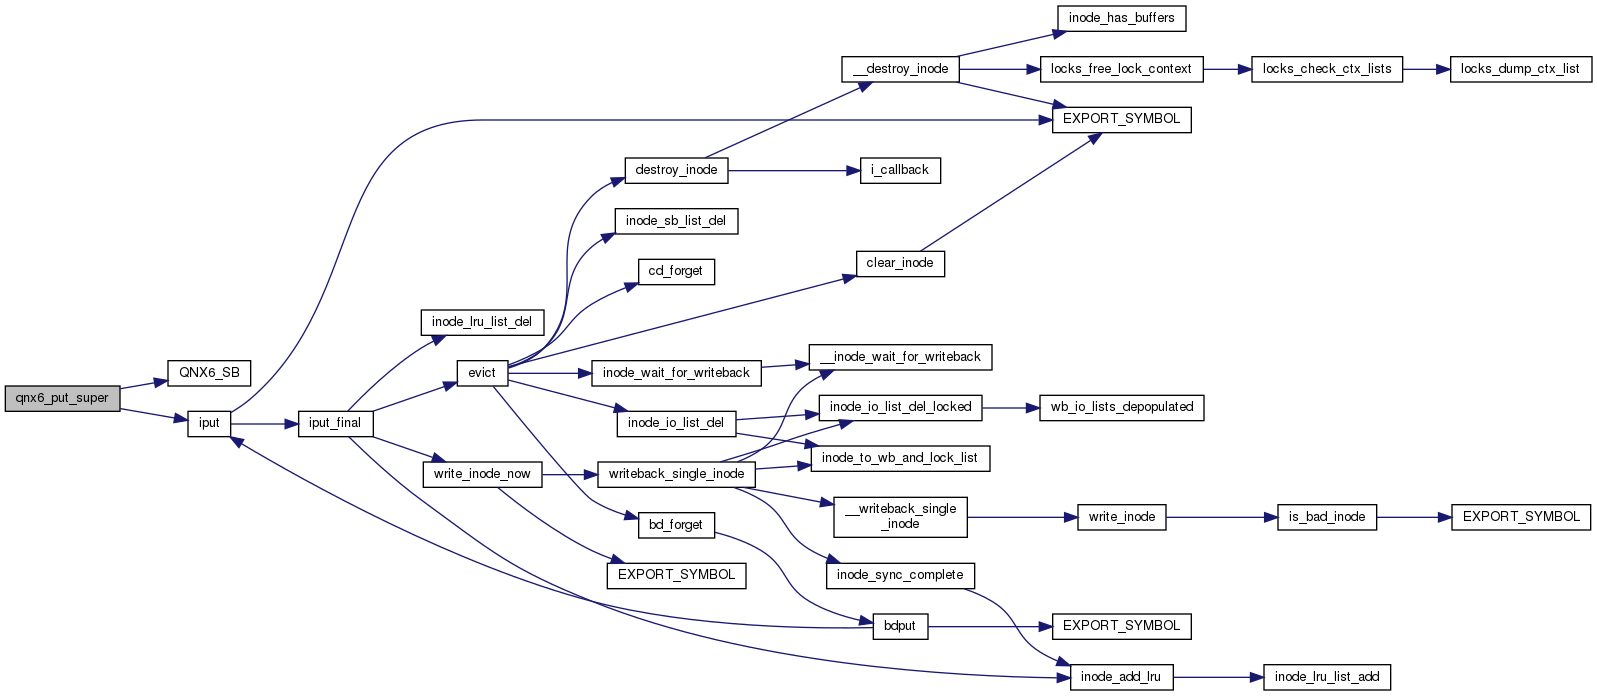 inode_has_buffers
__destroy_inode
locks_free_lock_context
locks_check_ctx_lists
locks_dump_ctx_list
EXPORT_SYMBOL
destroy_inode
i_callback
inode_sb_list_del
clear_inode
cd_forget
inode_lru_list_del
__inode_wait_for_writeback
QNX6_SB
evict
inode_wait_for_writeback
qnx6_put_super
inode_io_list_del_locked
wb_io_lists_depopulated
iput
iput_final
inode_io_list_del
inode_to_wb_and_lock_list
write_inode_now
writeback_single_inode
__writeback_single
_inode
write_inode
is_bad_inode
EXPORT_SYMBOL
bd_forget
EXPORT_SYMBOL
inode_sync_complete
bdput
EXPORT_SYMBOL
inode_add_lru
inode_lru_list_add